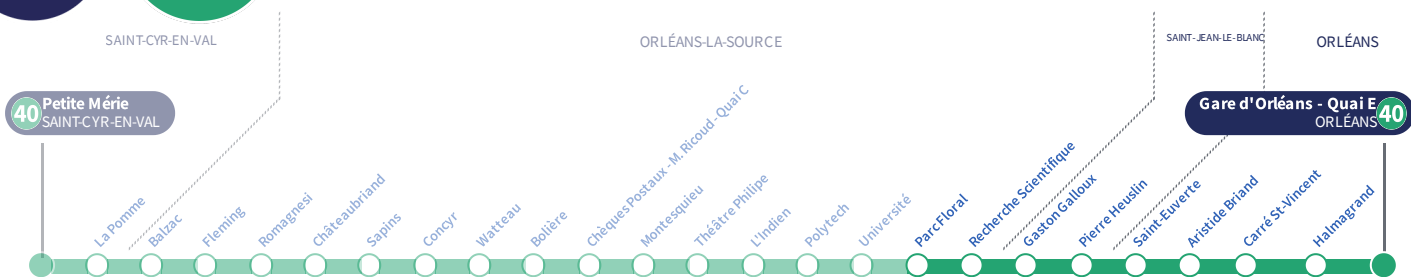 SAINT-CYR-EN-VAL
ORLÉANS-LA-SOURCE
SAINT-JEAN-LE-BLANC
ORLÉANS
40
Petite Mérie
SAINT-CYR-EN-VAL
Gare d'Orléans - Quai E
ORLÉANS
40
La Pomme
Balzac
Fleming
Romagnesi
Châteaubriand
Sapins
Concyr
Watteau
Bolière
Chèques Postaux - M. Ricoud - Quai C
Montesquieu
Théâtre Philipe
L'Indien
Polytech
Université
Parc Floral
Recherche Scientifique
Gaston Galloux
Pierre Heuslin
Saint-Euverte
Aristide Briand
Carré St-Vincent
Halmagrand